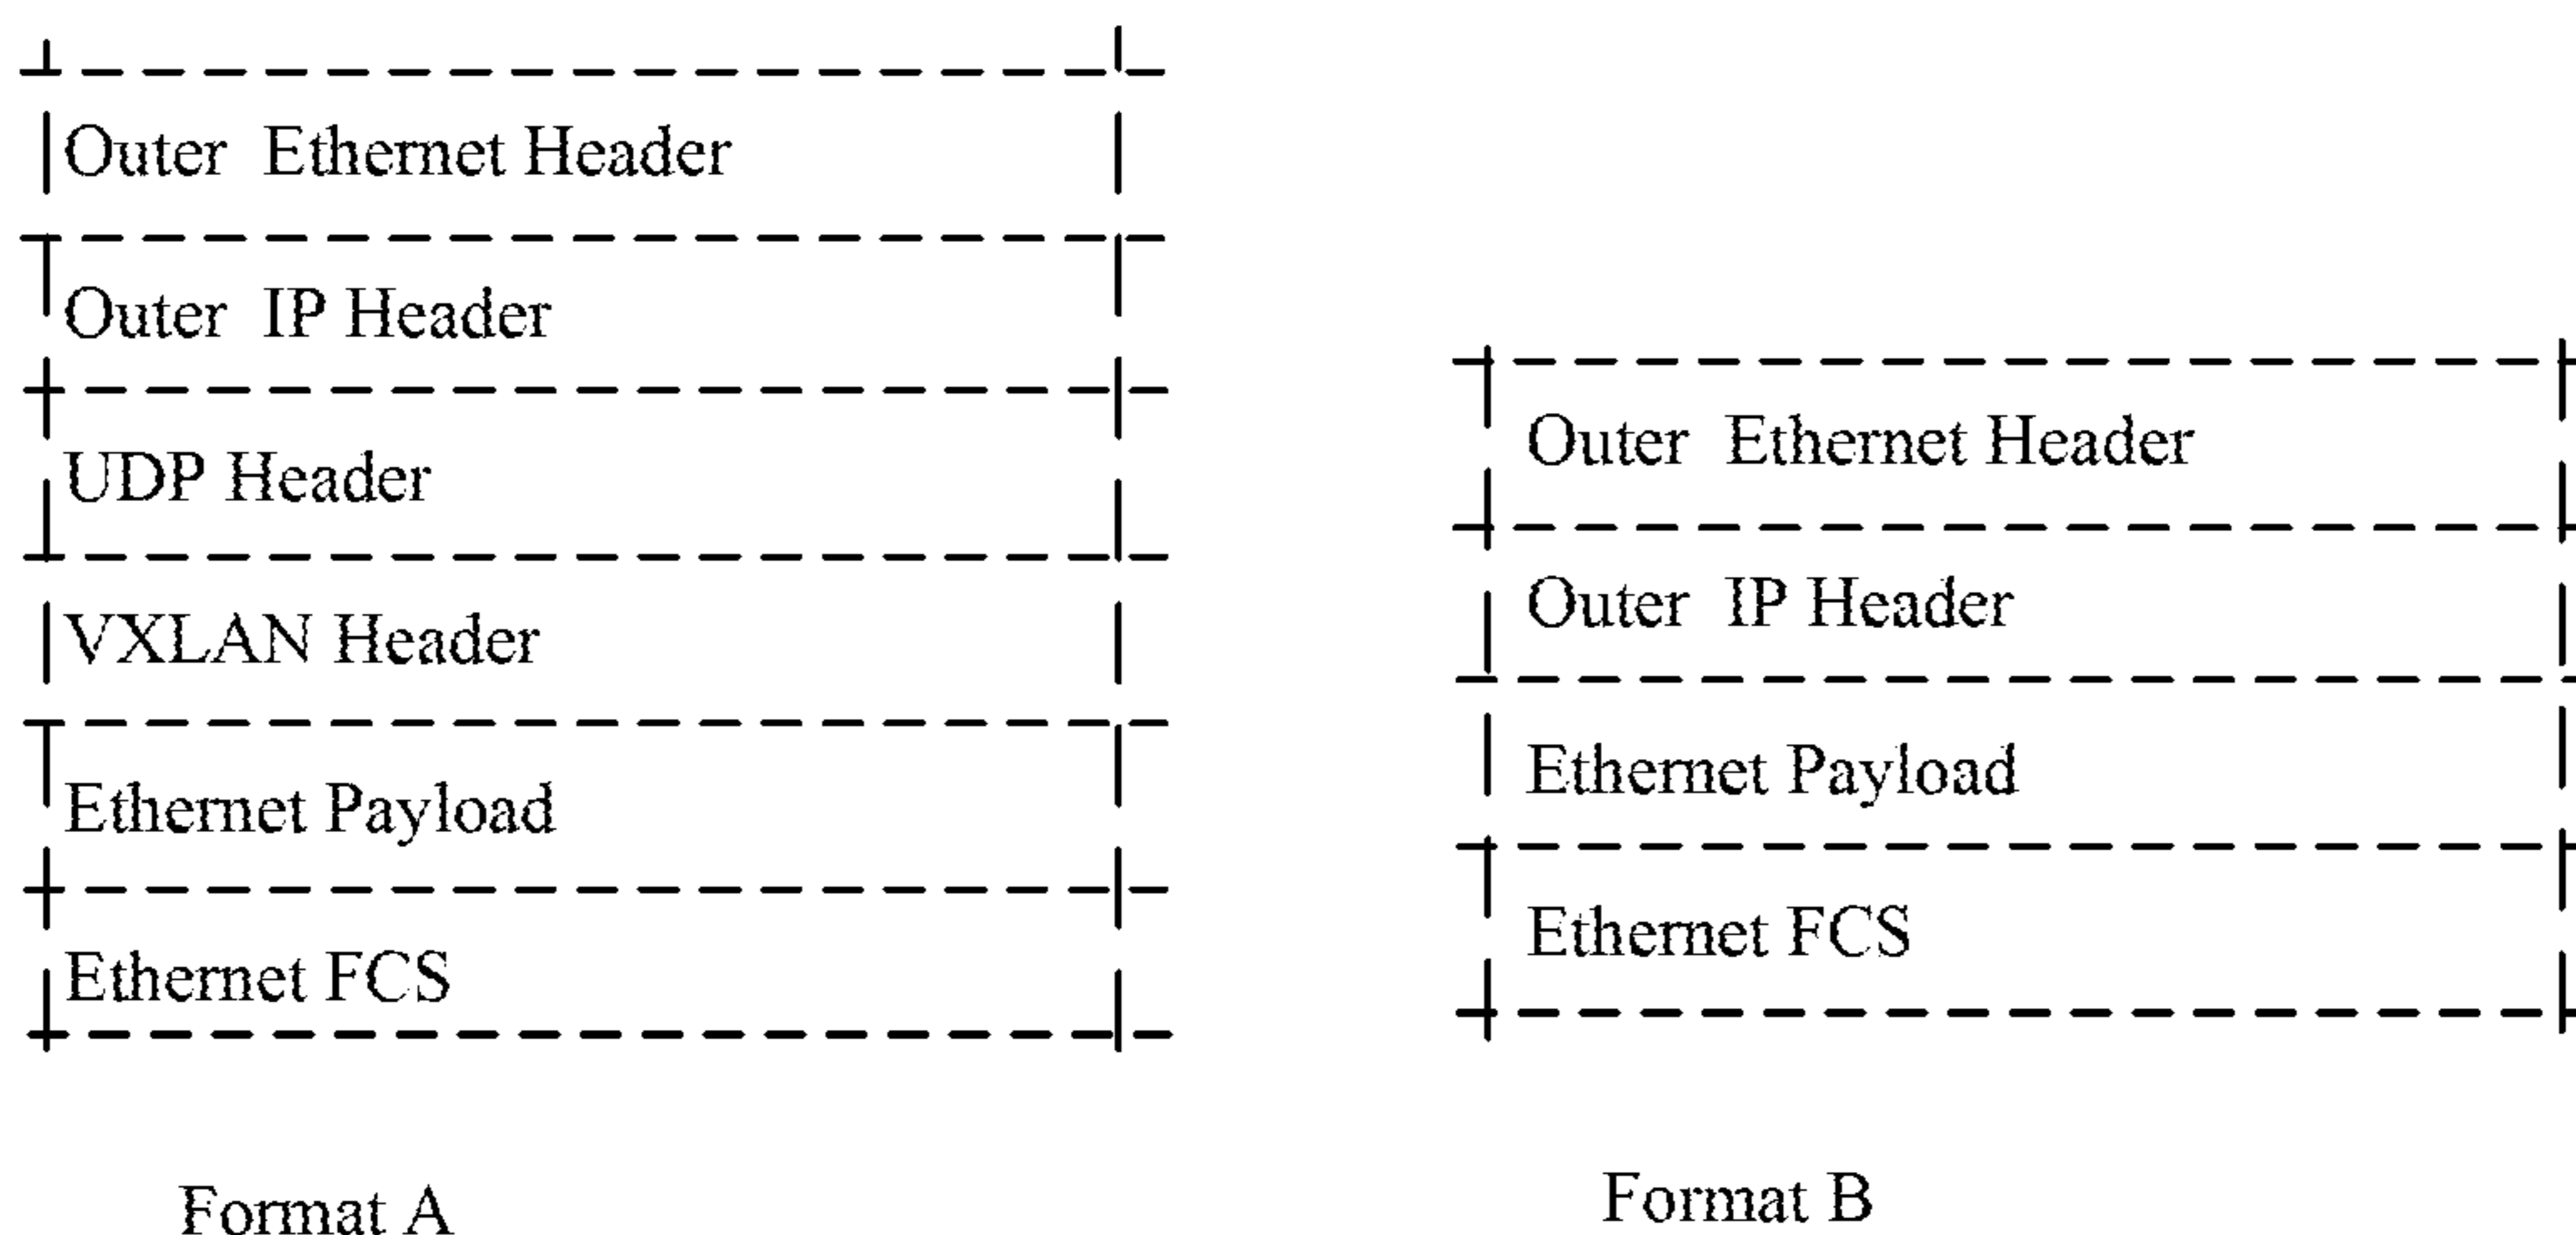 Outer Ethernet Header
Outer IP Header
UDP Header
VXLAN Header
Ethernet Payload
Ethernet FCS
Format A
Outer Ethernet Header
Outer IP Header
Ethernet Payload
Ethernet FCS
Format B